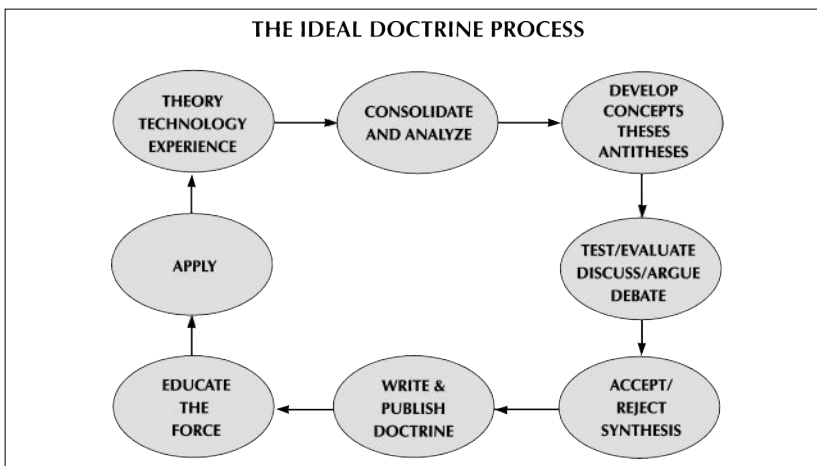 THE IDEAL DOCTRINE PROCESS
THEORY
TECHNOLOGY
EXPERIENCE
CONSOLIDATE
AND ANALYZE
DEVELOP
CONCEPTS
THESES
ANTITHESES
TEST/EVALUATE
DISCUSS/ARGUE
DEBATE
ACCEPT/
REJECT
SYNTHESIS
WRITE &
PUBLISH
DOCTRINE
EDUCATE
THE
FORCE
APPLY